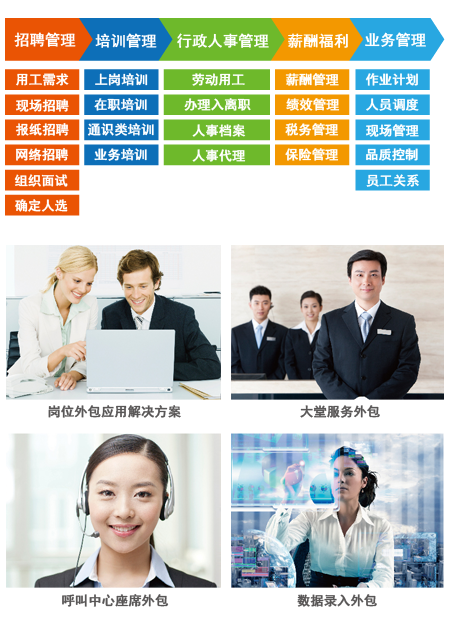 招聘管理 培训管理 行政人事管理 薪酬福利 业务管理
用工需求 上岗培训 劳动用工 薪酬管理 作业计划
现场招聘 在职培训 办理入离职 绩效管理 人员调度
报纸招聘 通识类培训 人事档案 税务管理 现场管理
网络招聘 业务培训 人事代理 保险管理 品质控制
组织面试 员工关系
确定人选
岗位外包应用解决方案 大堂服务外包
呼叫中心座席外包 数据录入外包